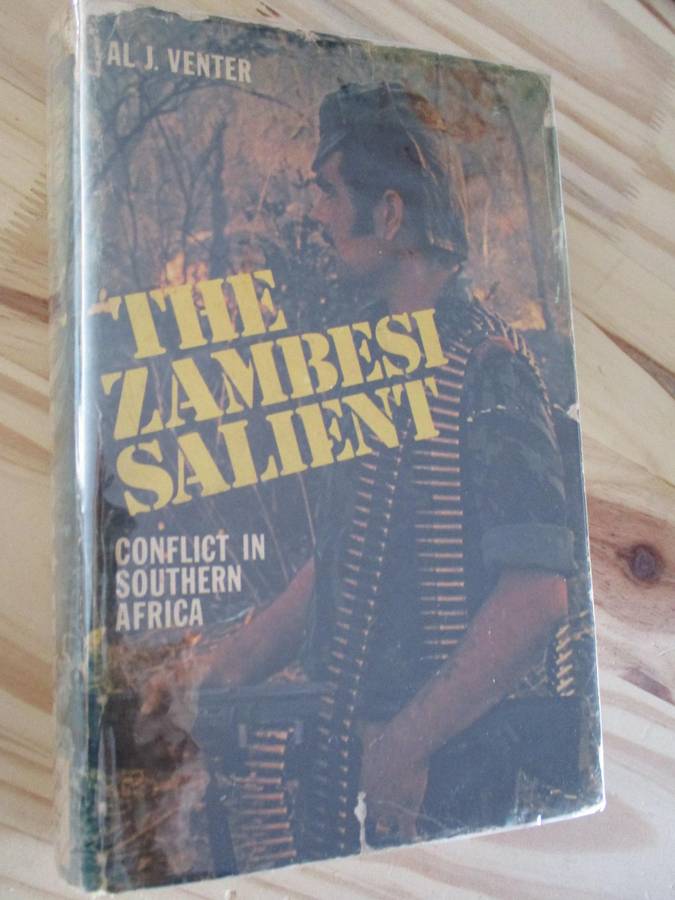 AL J. VENTER
THE
ZAMBESI
SALIENT
CONFLICT IN
SOUTHERN
AFRICA